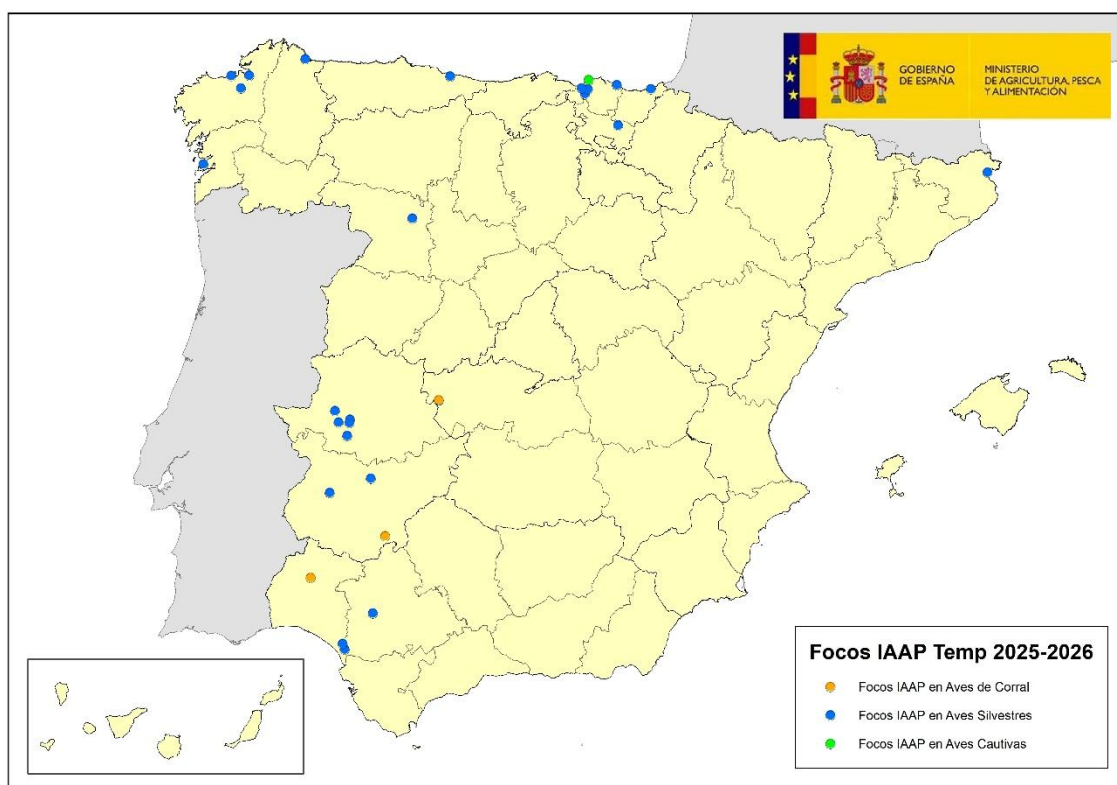 GOBIERNO
DE ESPAÑA
MINISTERIO
DE AGRICULTURA, PESCA
Y ALIMENTACIÓN
Focos IAAP Temp 2025-2026
Focos IAAP en Aves de Corral
Focos IAAP en Aves Silvestres
Focos IAAP en Aves Cautivas